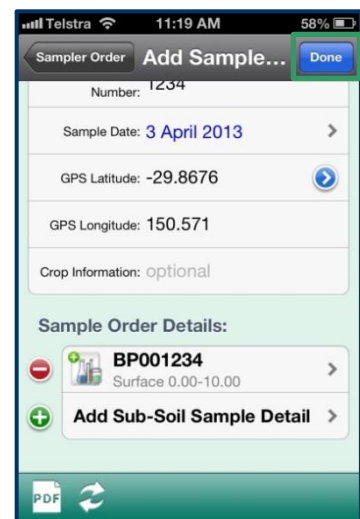 Telstra 11:19 AM 58%
Sampler Order Add Sample... Done
Number: 1234
Sample Date: 3 April 2013
GPS Latitude: -29.8676
GPS Longitude: 150.571
Crop Information: optional
Sample Order Details:
BP001234
Surface 0.00-10.00
Add Sub-Soil Sample Detail
PDF